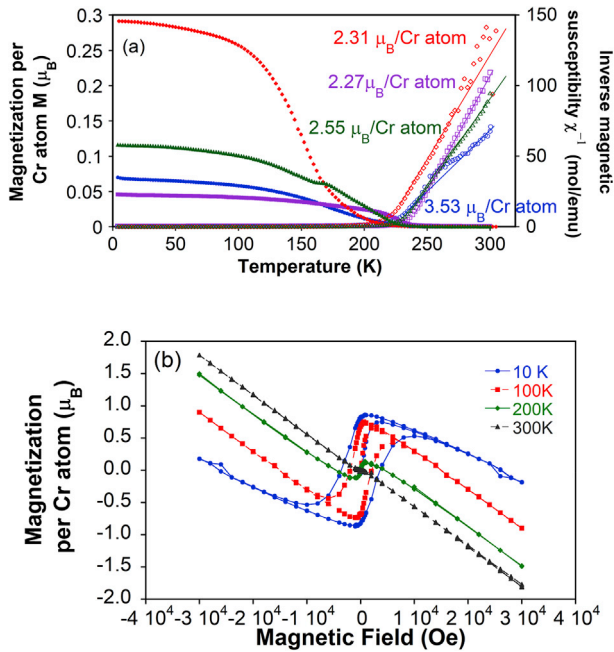 (a)
Magnetization per
Cr atom M (μB)
0.3
0.25
0.2
0.15
0.1
0.05
0
0 50 100 150 200 250 300
Temperature (K)
2.31 μB/Cr atom
2.27μB/Cr atom
2.55 μB/Cr atom
3.53 μB/Cr atom
150
100
50
0
Inverse magnetic
susceptibilty χ⁻¹
(mol/emu)
(b)
Magnetization
per Cr atom (μB)
2.0
1.5
1.0
0.5
0.0
-0.5
-1.0
-1.5
-2.0
10 K
100K
200K
300K
-4 10⁴ -3 10⁴ -2 10⁴ -1 10⁴ 0 1 10⁴ 2 10⁴ 3 10⁴ 4 10⁴
Magnetic Field (Oe)